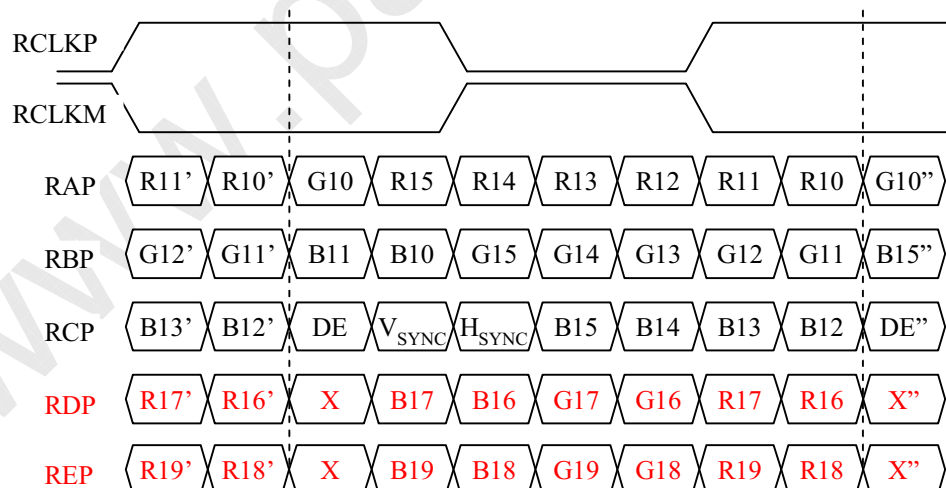 RCLKP
RCLKM
RAP R11’ R10’ G10 R15 R14 R13 R12 R11 R10 G10”
RBP G12’ G11’ B11 B10 G15 G14 G13 G12 G11 B15”
RCP B13’ B12’ DE VSYNC HSYNC B15 B14 B13 B12 DE”
RDP R17’ R16’ X B17 B16 G17 G16 R17 R16 X”
REP R19’ R18’ X B19 B18 G19 G18 R19 R18 X”
www.pa